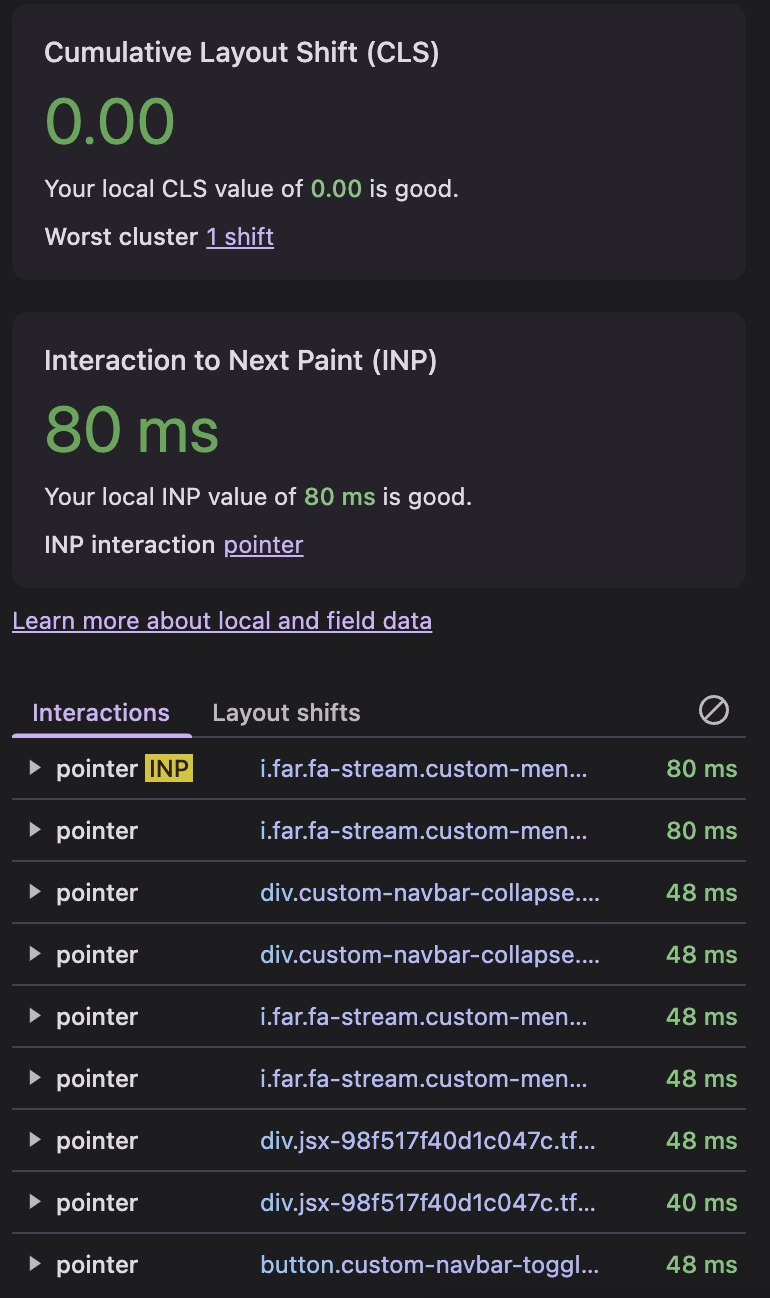 Cumulative Layout Shift (CLS)
0.00
Your local CLS value of 0.00 is good.
Worst cluster 1 shift
Interaction to Next Paint (INP)
80 ms
Your local INP value of 80 ms is good.
INP interaction pointer
Learn more about local and field data
Interactions Layout shifts
pointer INP i.far.fa-stream.custom-men... 80 ms
pointer i.far.fa-stream.custom-men... 80 ms
pointer div.custom-navbar-collapse.... 48 ms
pointer div.custom-navbar-collapse.... 48 ms
pointer i.far.fa-stream.custom-men... 48 ms
pointer i.far.fa-stream.custom-men... 48 ms
pointer div.jsx-98f517f40d1c047c.tf... 48 ms
pointer div.jsx-98f517f40d1c047c.tf... 40 ms
pointer button.custom-navbar-toggl... 48 ms